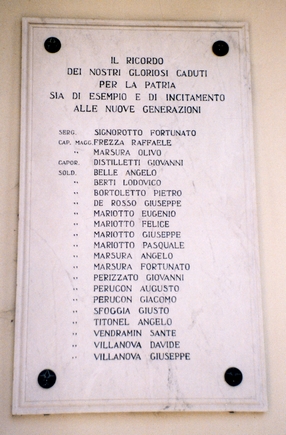 IL RICORDO
DEI NOSTRI GLORIOSI CADUTI
PER LA PATRIA
SIA DI ESEMPIO E DI INCITAMENTO
ALLE NUOVE GENERAZIONI
SERG. SIGNOROTTO FORTUNATO
CAP. MAGG. FREZZA RAFFAELE
" MARSURA OLIVO
CAPOR. DISTILLETTI GIOVANNI
SOLD. BELLE ANGELO
" BERTI LODOVICO
" BORTOLETTO PIETRO
" DE ROSSO GIUSEPPE
" MARIOTTO EUGENIO
" MARIOTTO FELICE
" MARIOTTO GIUSEPPE
" MARIOTTO PASQUALE
" MARSURA ANGELO
" MARSURA FORTUNATO
" PERIZZATO GIOVANNI
" PERUCON AUGUSTO
" PERUCON GIACOMO
" SFOGGIA GIUSTO
" TITONEL ANGELO
" VENDRAMIN SANTE
" VILLANOVA DAVIDE
" VILLANOVA GIUSEPPE